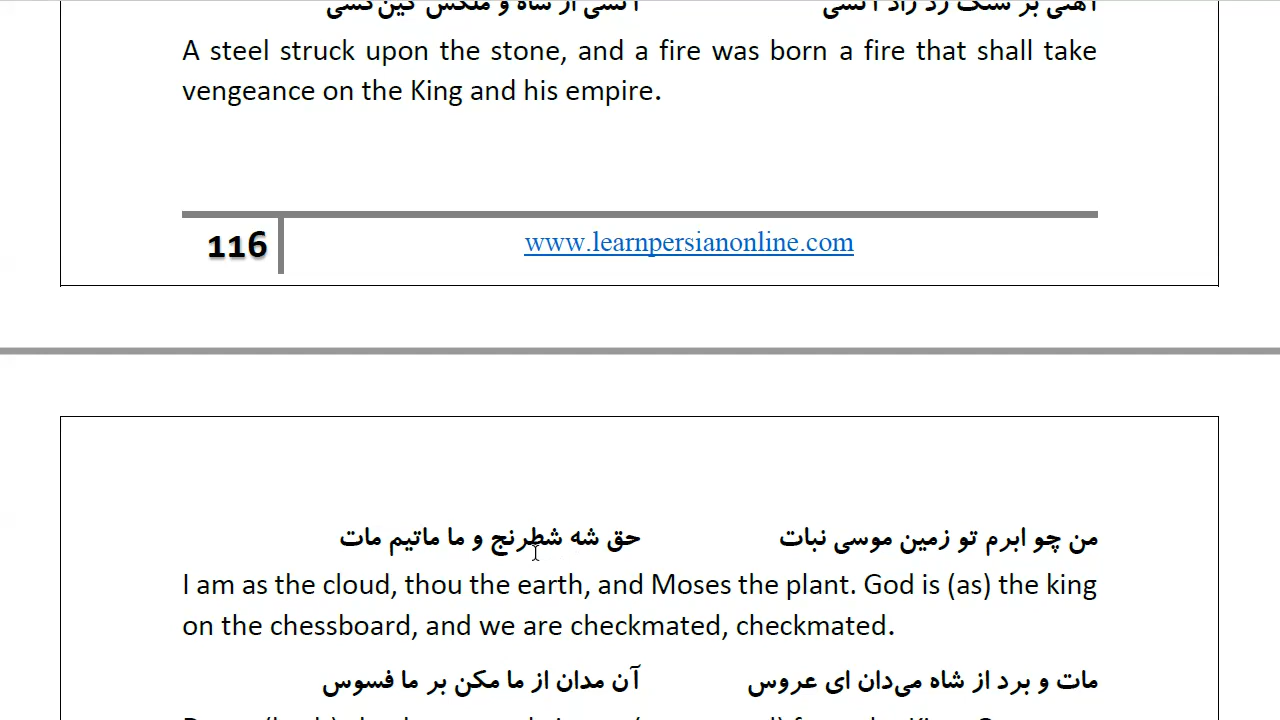 A steel struck upon the stone, and a fire was born a fire that shall take
vengeance on the King and his empire.
116 www.learnpersianonline.com
من چو ابرم تو زمین موسی نبات حق شه شطرنج و ما ماتیم مات
I am as the cloud, thou the earth, and Moses the plant. God is (as) the king
on the chessboard, and we are checkmated, checkmated.
مات و برد از شاه می‌دان ای عروس آن مدان از ما مکن بر ما فسوس